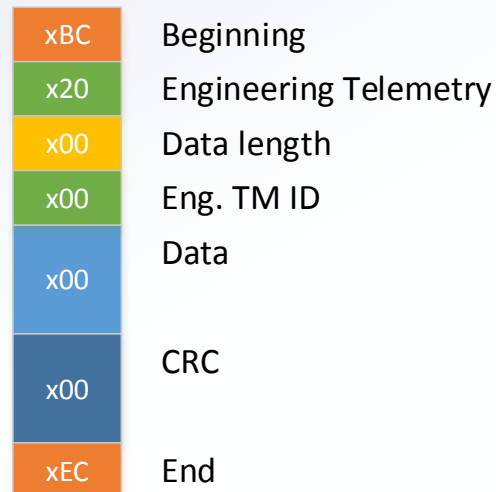 xBC Beginning
x20 Engineering Telemetry
x00 Data length
x00 Eng. TM ID
x00 Data
x00 CRC
xEC End